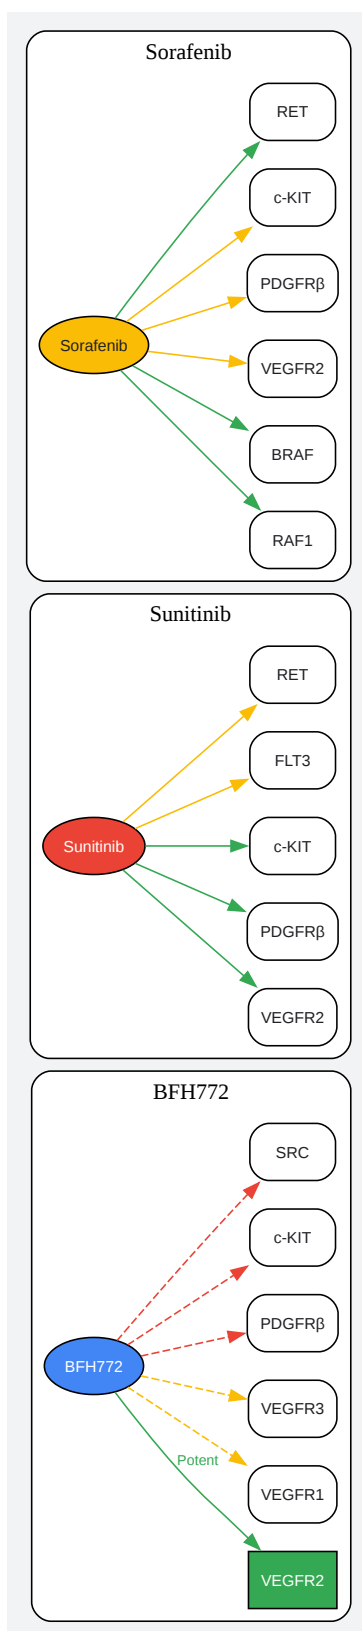 Sorafenib
RET
c-KIT
PDGFRβ
Sorafenib
VEGFR2
BRAF
RAF1
Sunitinib
RET
FLT3
Sunitinib
c-KIT
PDGFRβ
VEGFR2
BFH772
SRC
c-KIT
PDGFRβ
BFH772
VEGFR3
Potent
VEGFR1
VEGFR2